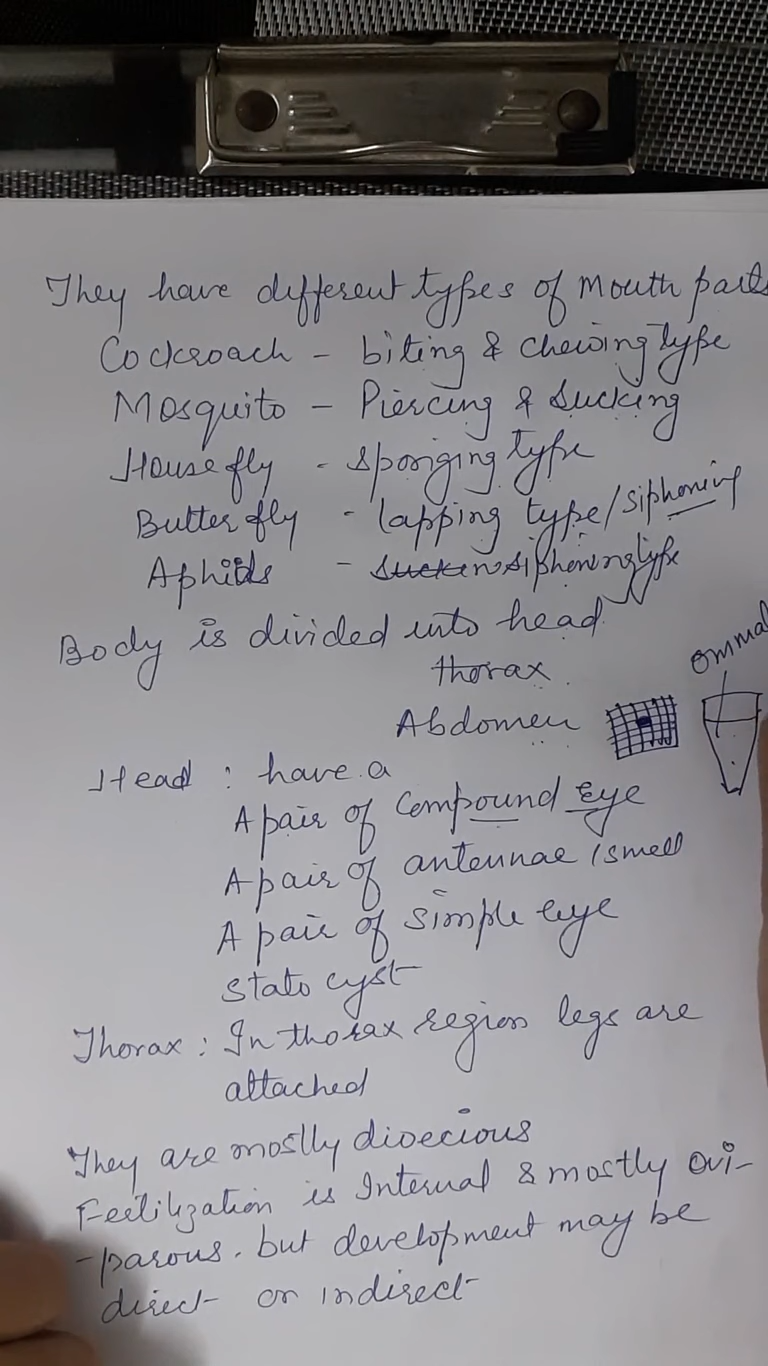 They have different types of Mouth parts
Cockroach - biting & chewing type
Mosquito - Piercing & Sucking
Housefly - Sponging type
Butterfly - lapping type/siphoning
Aphids - siphoning type
Body is divided into head
thorax
Abdomen
ommat
Head : have a
A pair of Compound Eye
A pair of antennae /smell
A pair of simple eye
Stato cyst
Thorax : In thorax region legs are
attached
They are mostly dioecious
Fertilization is Internal & mostly Ovi-
-parous. but development may be
direct or indirect